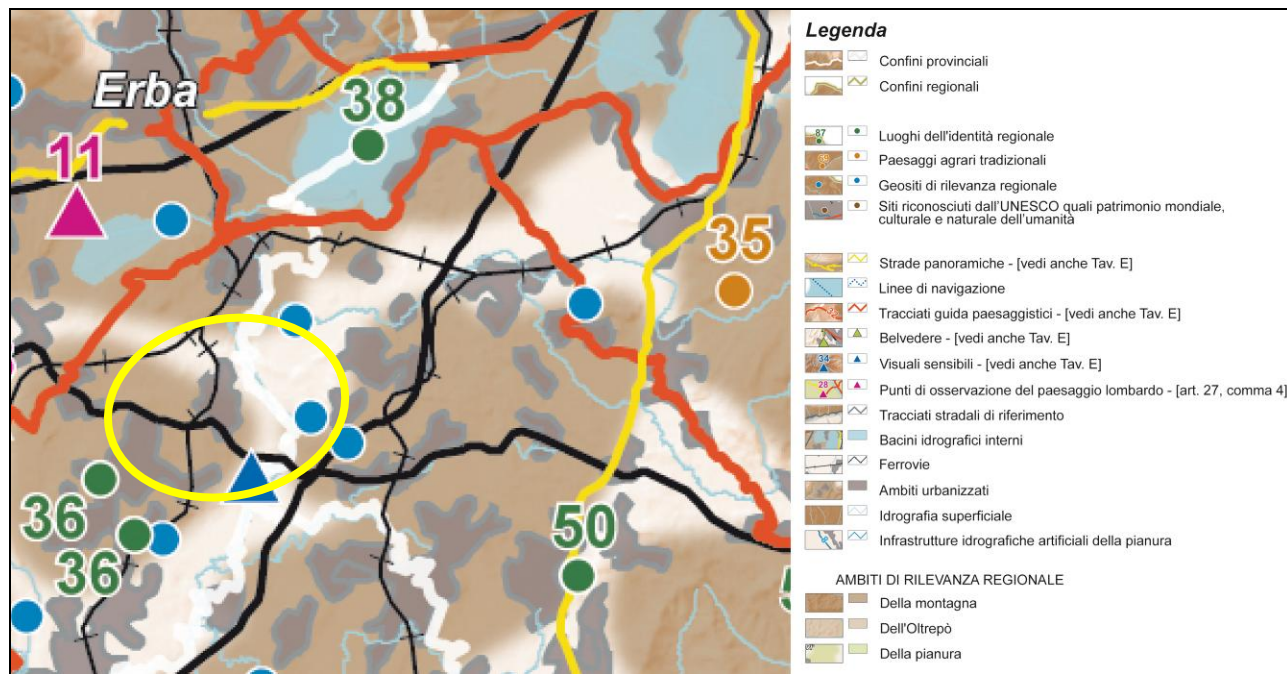 Erba
38
11
35
36
36
50
Legenda
Confini provinciali
Confini regionali
87
Luoghi dell'identità regionale
Paesaggi agrari tradizionali
Geositi di rilevanza regionale
Siti riconosciuti dall'UNESCO quali patrimonio mondiale,
culturale e naturale dell'umanità
Strade panoramiche - [vedi anche Tav. E]
Linee di navigazione
Tracciati guida paesaggistici - [vedi anche Tav. E]
Belvedere - [vedi anche Tav. E]
34
Visuali sensibili - [vedi anche Tav. E]
28
Punti di osservazione del paesaggio lombardo - [art. 27, comma 4]
Tracciati stradali di riferimento
Bacini idrografici interni
Ferrovie
Ambiti urbanizzati
Idrografia superficiale
Infrastrutture idrografiche artificiali della pianura
AMBITI DI RILEVANZA REGIONALE
Della montagna
Dell'Oltrepò
Della pianura